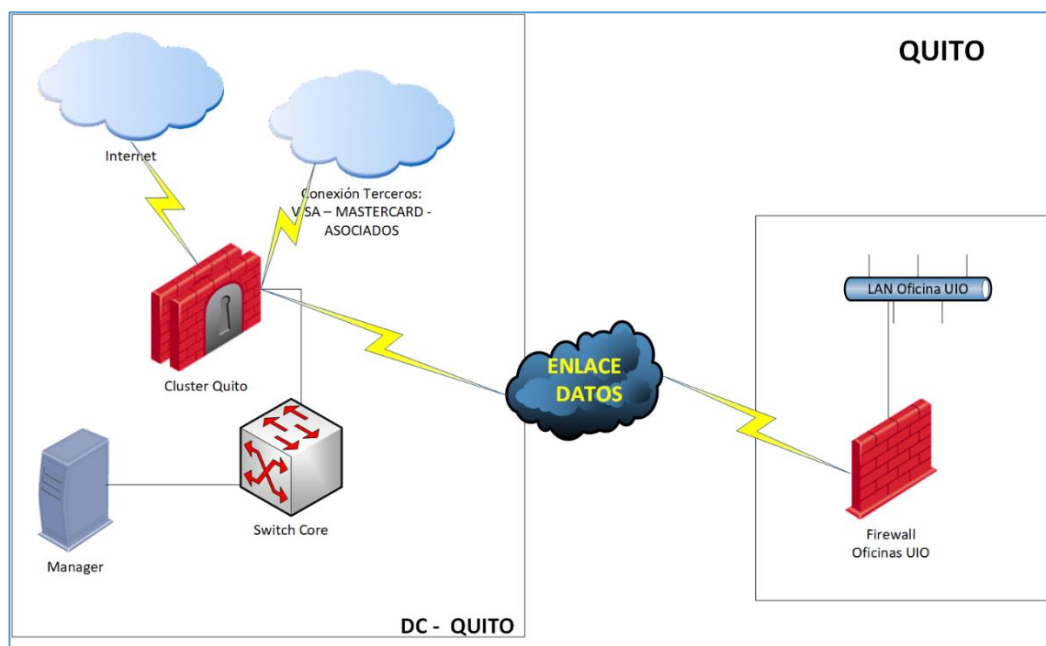 QUITO
Internet
Conexión Terceros:
VISA – MASTERCARD -
ASOCIADOS
Cluster Quito
Switch Core
Manager
DC - QUITO
ENLACE
DATOS
LAN Oficina UIO
Firewall
Oficinas UIO